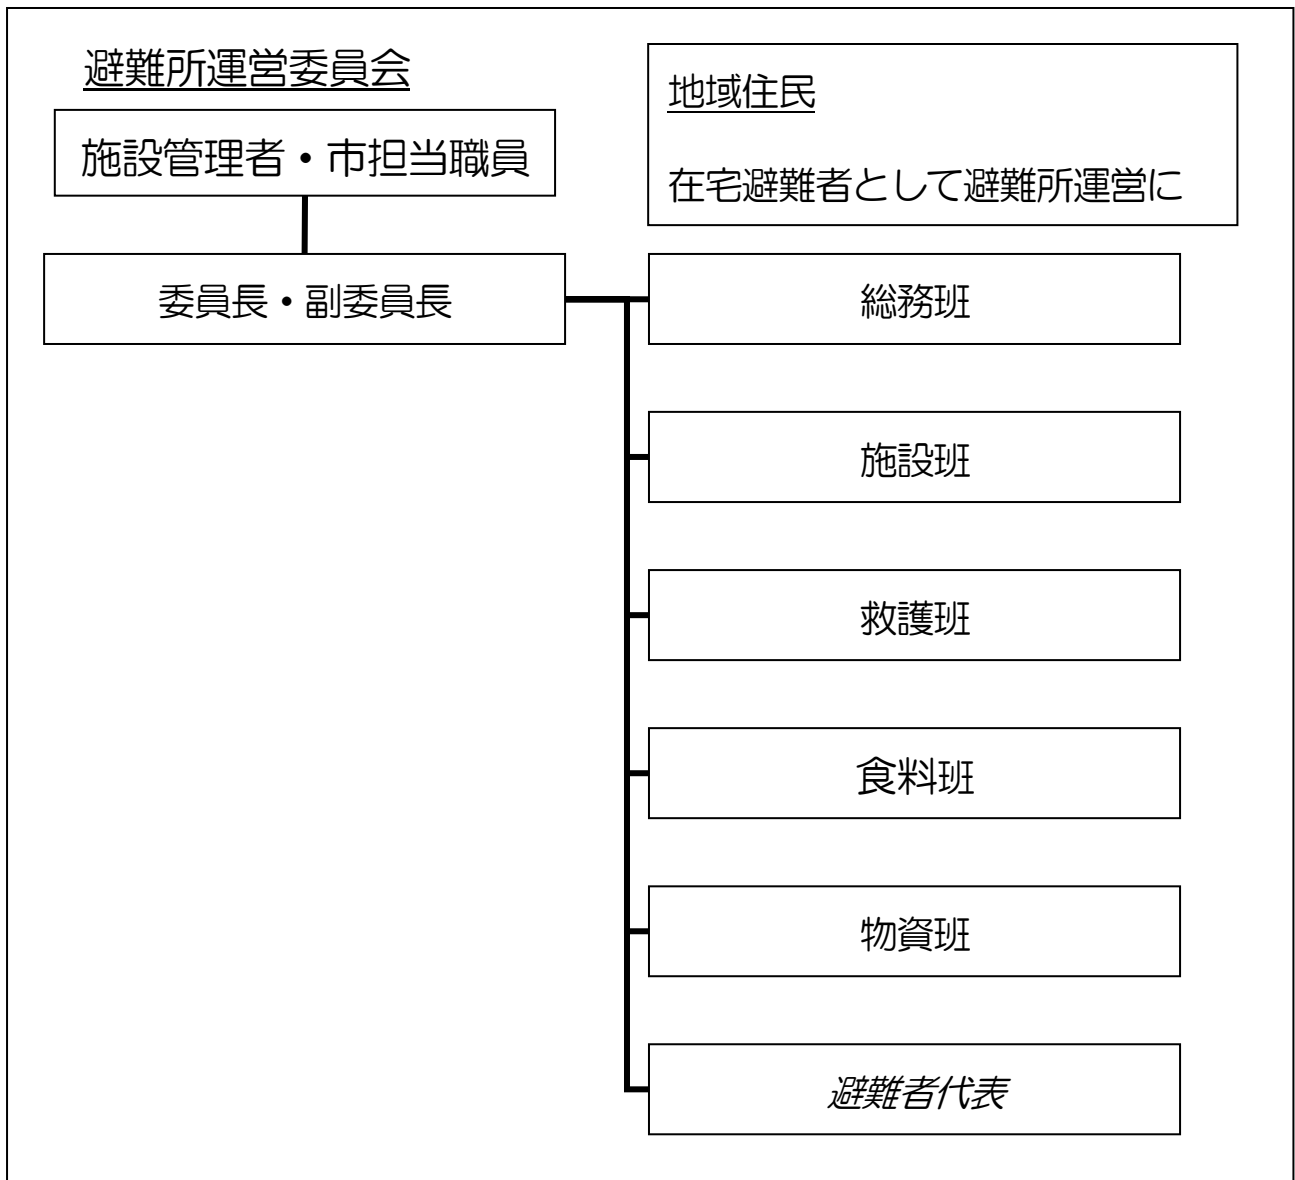 避難所運営委員会
施設管理者・市担当職員
委員長・副委員長
地域住民
在宅避難者として避難所運営に
総務班
施設班
救護班
食料班
物資班
避難者代表